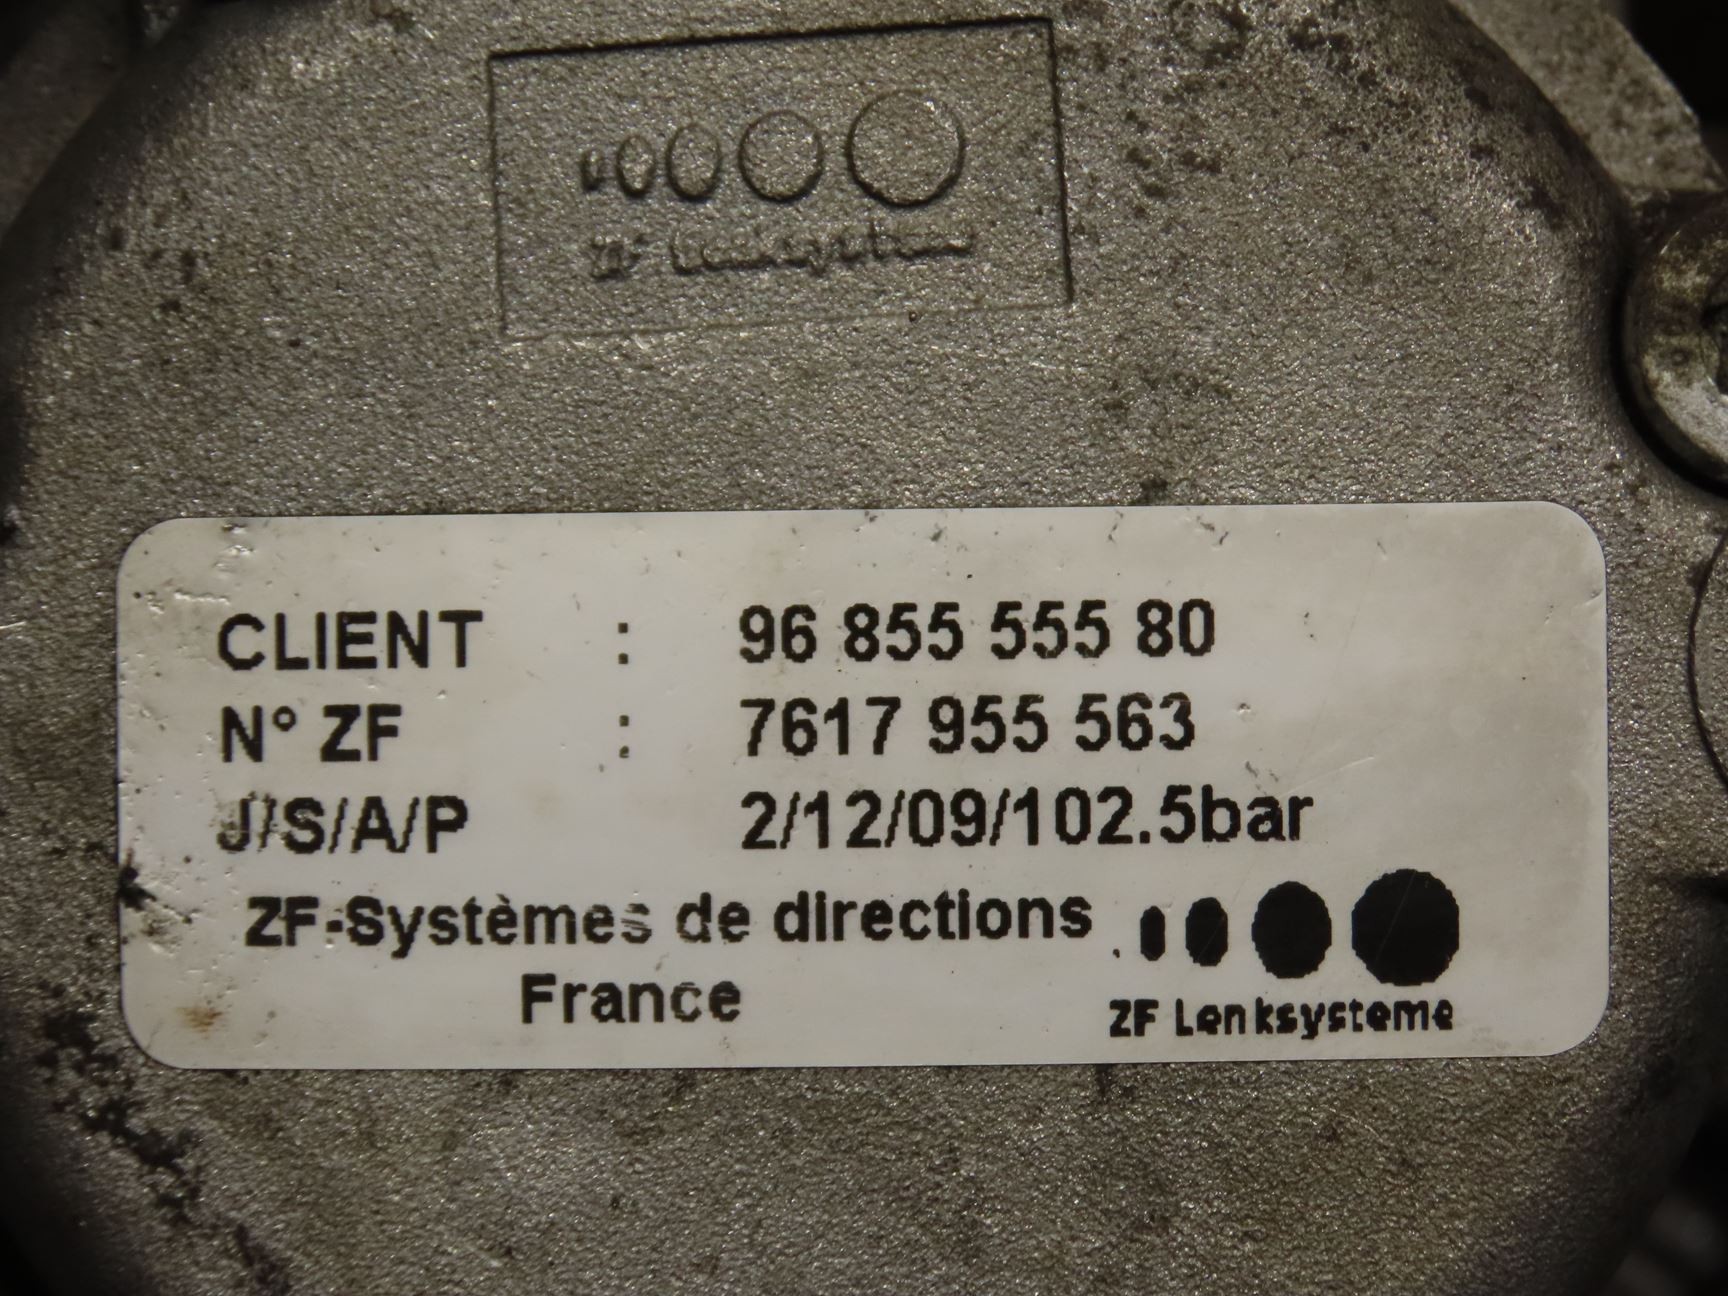 ZF Lenksysteme
CLIENT : 96 855 555 80
N° ZF : 7617 955 563
J/S/A/P 2/12/09/102.5bar
ZF-Systèmes de directions
France
ZF Lenksysteme